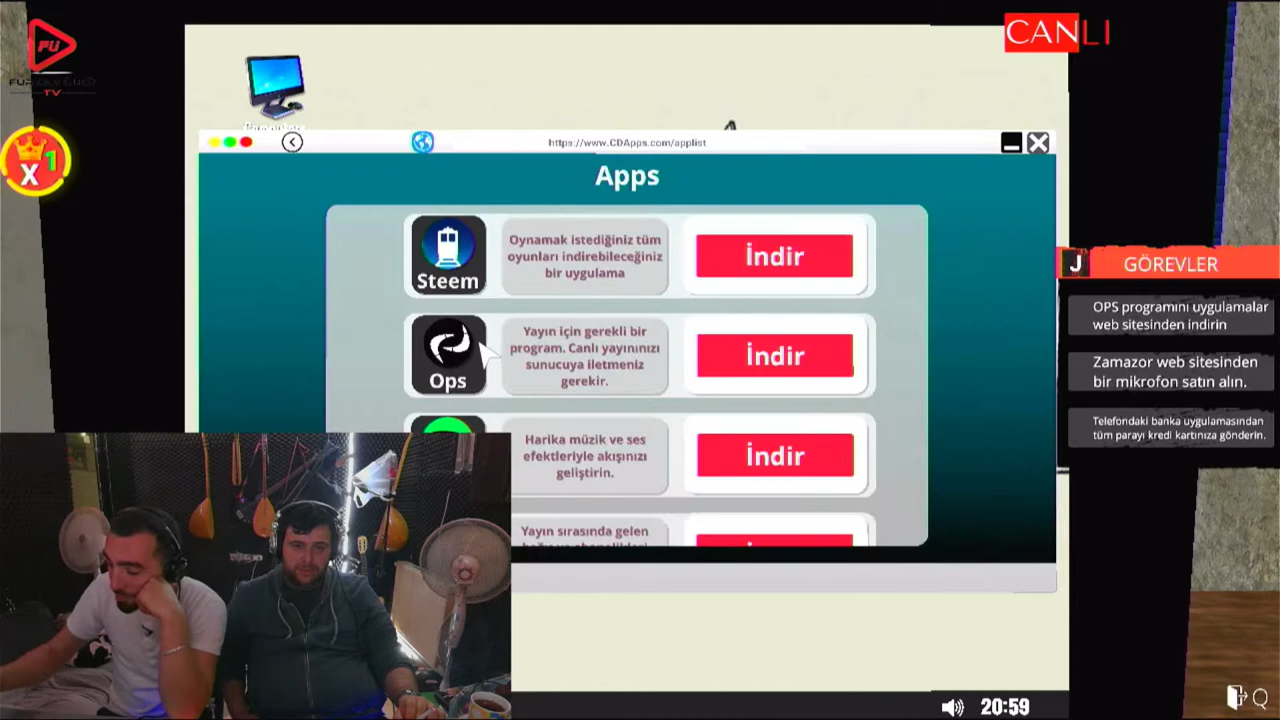 FU
TV
CANLI
X 1
https://www.CDApps.com/applist
Apps
Steem
Oynamak istediğiniz tüm
oyunları indirebileceğiniz
bir uygulama
İndir
Ops
Yayın için gerekli bir
program. Canlı yayınınızı
sunucuya iletmeniz
gerekir.
İndir
Harika müzik ve ses
efektleriyle akışınızı
geliştirin.
İndir
Yayın sırasında gelen
J GÖREVLER
OPS programını uygulamalar
web sitesinden indirin
Zamazor web sitesinden
bir mikrofon satın alın.
Telefondaki banka uygulamasından
tüm parayı kredi kartınıza gönderin.
20:59
Q